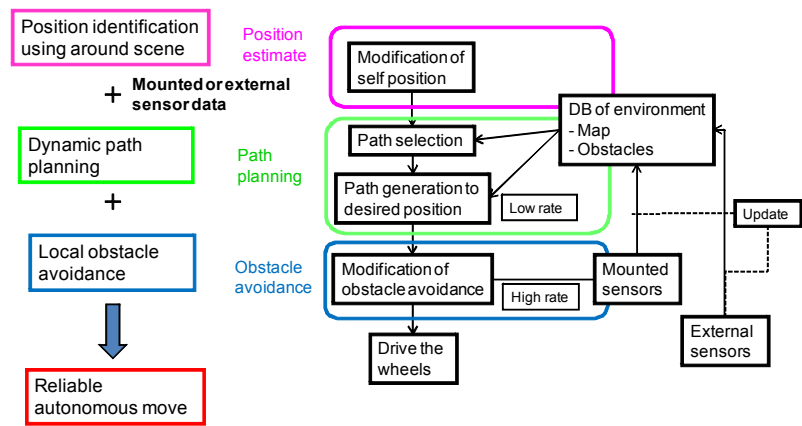 Position identification
using around scene
+
Mounted or external
sensor data
Dynamic path
planning
+
Local obstacle
avoidance
Reliable
autonomous move
Position
estimate
Modification of
self position
Path
planning
Path selection
Path generation to
desired position
Low rate
DB of environment
- Map
- Obstacles
Update
Obstacle
avoidance
Modification of
obstacle avoidance
High rate
Mounted
sensors
External
sensors
Drive the
wheels